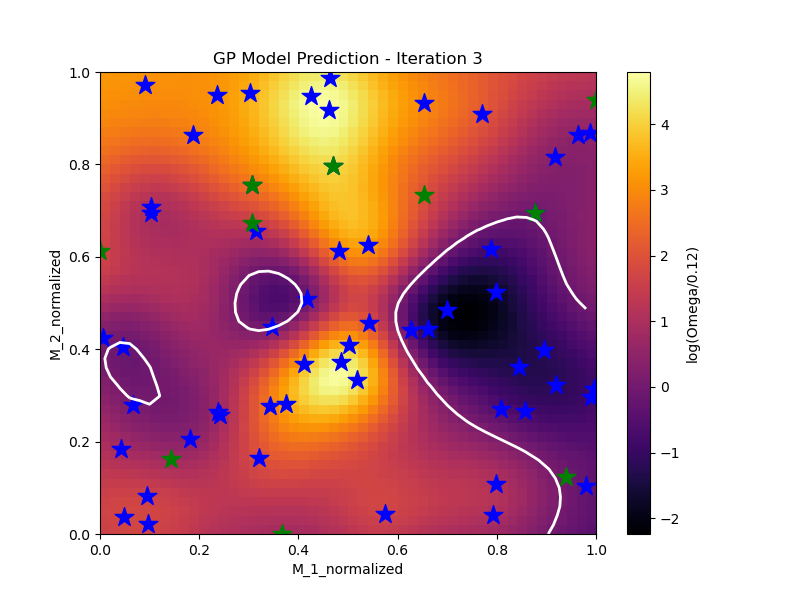 GP Model Prediction - Iteration 3
1.0
0.8
0.6
0.4
0.2
0.0
M_2_normalized
0.0 0.2 0.4 0.6 0.8 1.0
M_1_normalized
4
3
2
1
0
−1
−2
log(Omega/0.12)